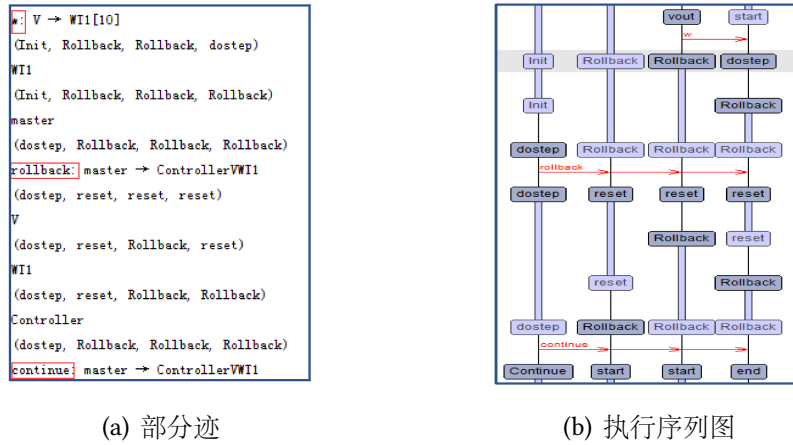 w: V → WT1[10]
(Init, Rollback, Rollback, dostep)
WT1
(Init, Rollback, Rollback, Rollback)
master
(dostep, Rollback, Rollback, Rollback)
rollback: master → ControllerVWT1
(dostep, reset, reset, reset)
V
(dostep, reset, Rollback, reset)
WT1
(dostep, reset, Rollback, Rollback)
Controller
(dostep, Rollback, Rollback, Rollback)
continue: master → ControllerVWT1
vout start
w
Init Rollback Rollback dostep
Init Rollback
dostep Rollback Rollback Rollback
rollback
dostep reset reset reset
Rollback reset
reset Rollback
dostep Rollback Rollback Rollback
continue
Continue start start end
(a) 部分迹
(b) 执行序列图